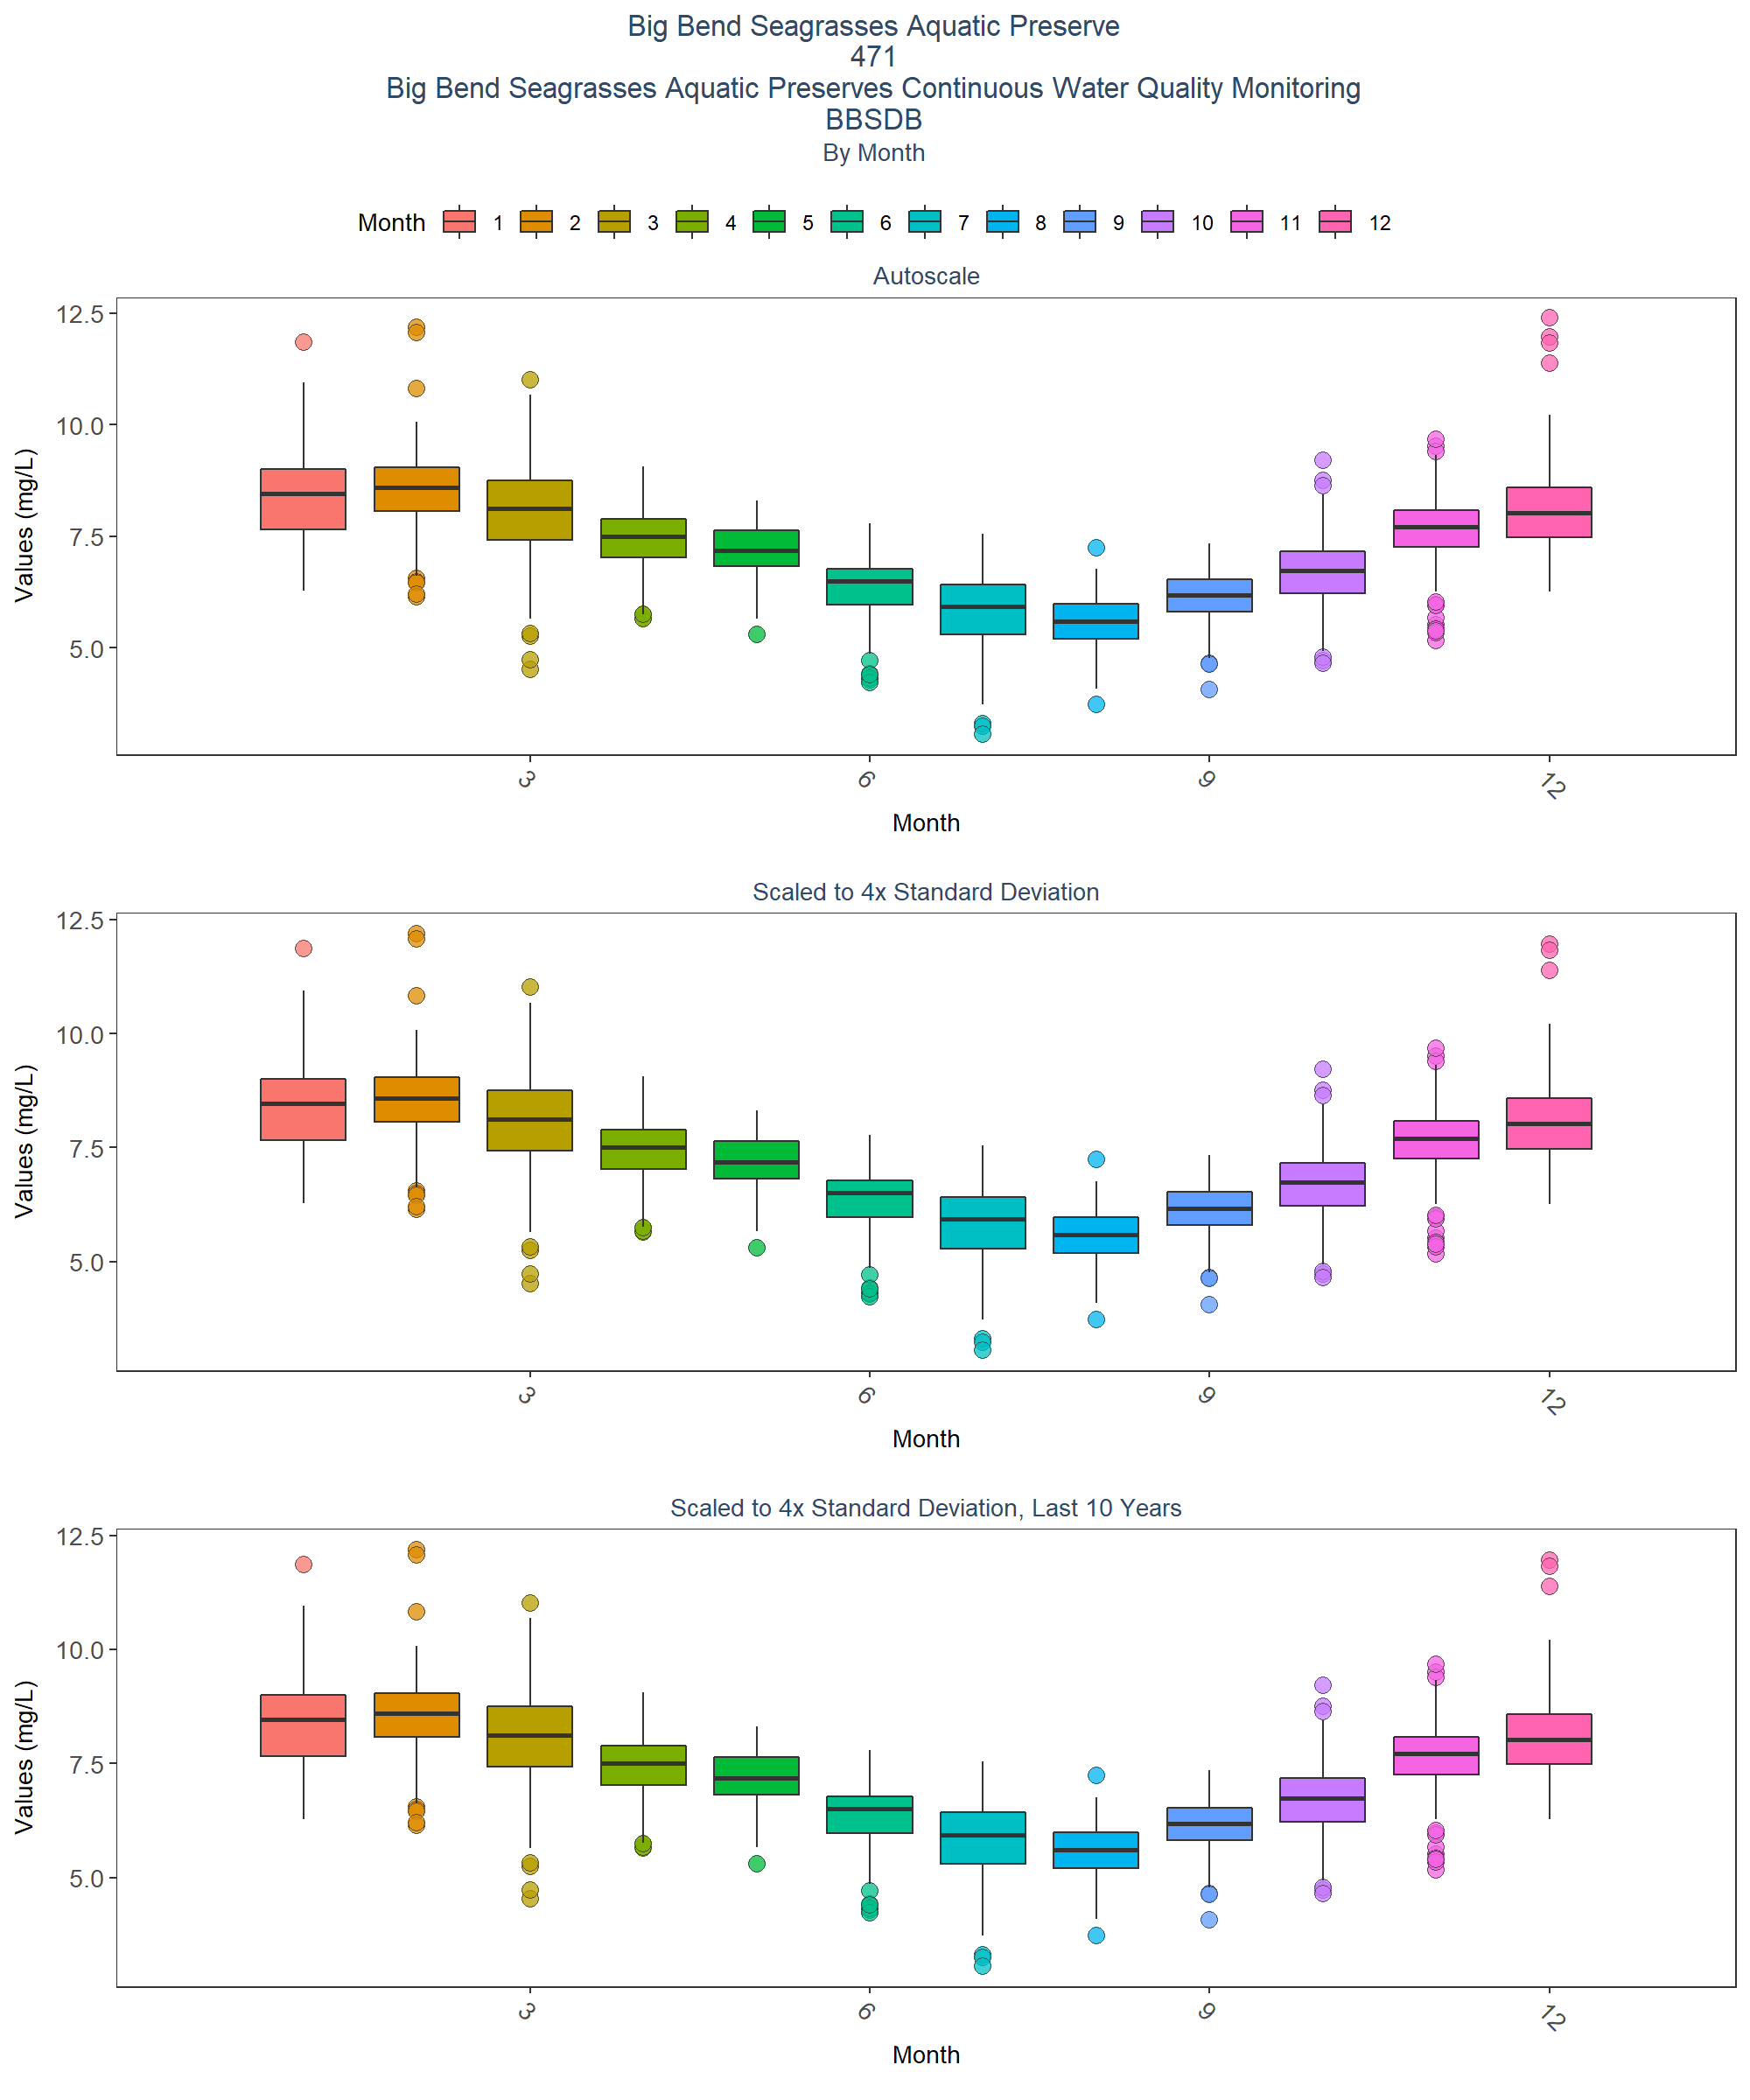 Big Bend Seagrasses Aquatic Preserve
471
Big Bend Seagrasses Aquatic Preserves Continuous Water Quality Monitoring
BBSDB
By Month
Month 1 2 3 4 5 6 7 8 9 10 11 12
Autoscale
Values (mg/L)
12.5
10.0
7.5
5.0
3 6 9 12
Month
Scaled to 4x Standard Deviation
Values (mg/L)
12.5
10.0
7.5
5.0
3 6 9 12
Month
Scaled to 4x Standard Deviation, Last 10 Years
Values (mg/L)
12.5
10.0
7.5
5.0
3 6 9 12
Month